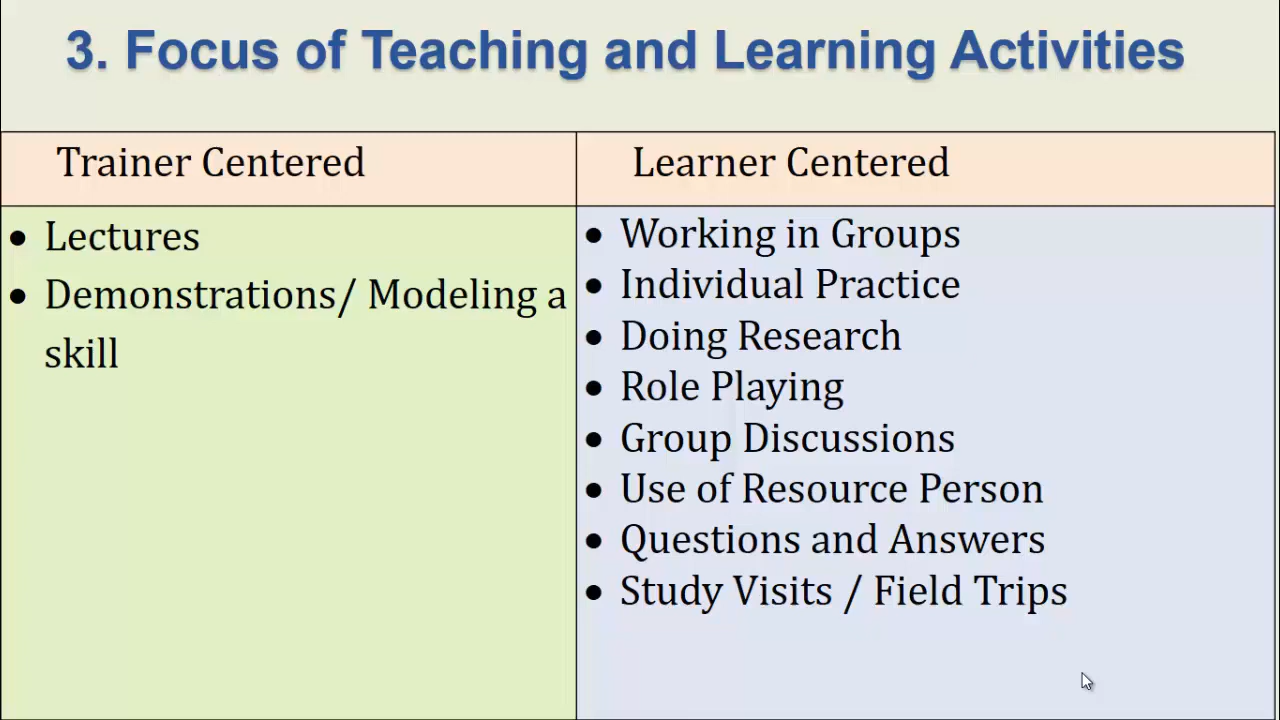 3. Focus of Teaching and Learning Activities
Trainer Centered
Learner Centered
• Lectures
• Demonstrations/ Modeling a
skill
• Working in Groups
• Individual Practice
• Doing Research
• Role Playing
• Group Discussions
• Use of Resource Person
• Questions and Answers
• Study Visits / Field Trips